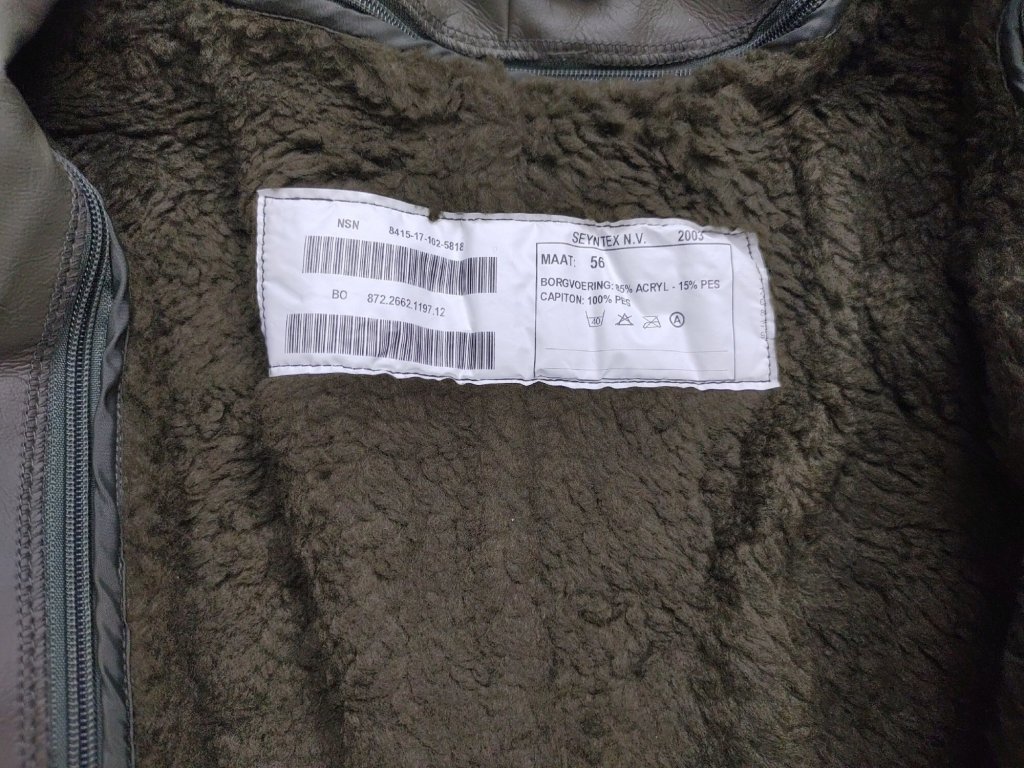 NSN 8415-17-102-5818
BO 872.2662.1197.12
SEYNTEX N.V. 2003
MAAT: 56
BORGVOERING: 85% ACRYL - 15% PES
CAPITON: 100% PES
40
A